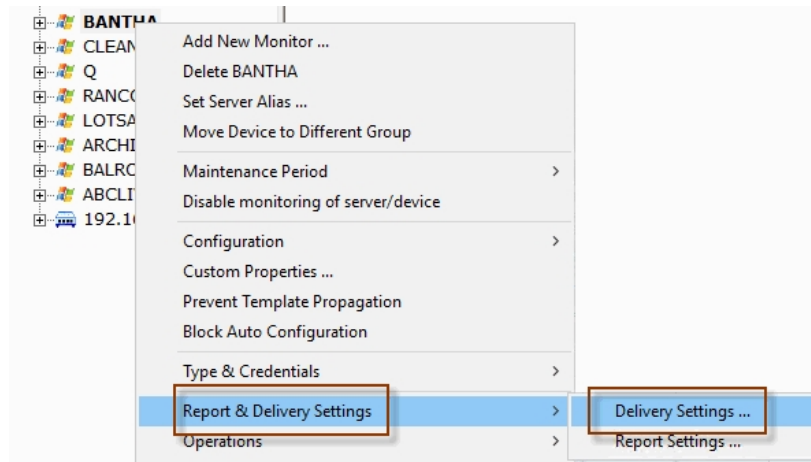 BANTHA
CLEAN
Q
RANCO
LOTSA
ARCHI
BALRO
ABCLI
192.1
Add New Monitor ...
Delete BANTHA
Set Server Alias ...
Move Device to Different Group
Maintenance Period
Disable monitoring of server/device
Configuration
Custom Properties ...
Prevent Template Propagation
Block Auto Configuration
Type & Credentials
Report & Delivery Settings
Operations
Delivery Settings ...
Report Settings ...